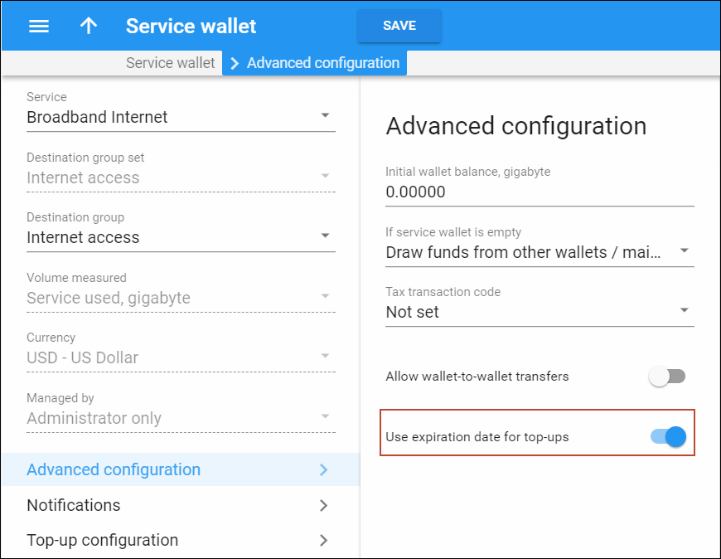 Service wallet
SAVE
Service wallet
Advanced configuration
Service
Broadband Internet
Destination group set
Internet access
Destination group
Internet access
Volume measured
Service used, gigabyte
Currency
USD - US Dollar
Managed by
Administrator only
Advanced configuration
Notifications
Top-up configuration
Advanced configuration
Initial wallet balance, gigabyte
0.00000
If service wallet is empty
Draw funds from other wallets / mai...
Tax transaction code
Not set
Allow wallet-to-wallet transfers
Use expiration date for top-ups